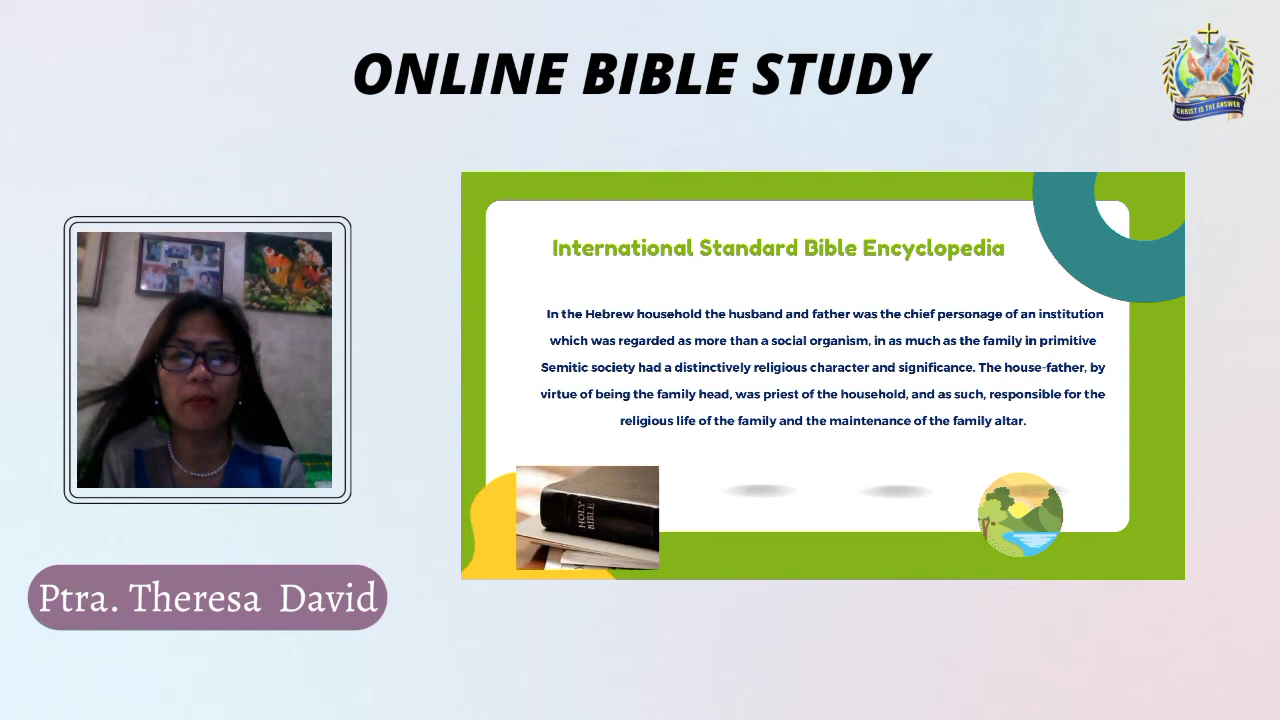 ONLINE BIBLE STUDY
CHRIST IS THE ANSWER
International Standard Bible Encyclopedia
In the Hebrew household the husband and father was the chief personage of an institution
which was regarded as more than a social organism, in as much as the family in primitive
Semitic society had a distinctively religious character and significance. The house-father, by
virtue of being the family head, was priest of the household, and as such, responsible for the
religious life of the family and the maintenance of the family altar.
HOLY
BIBLE
Ptra. Theresa David